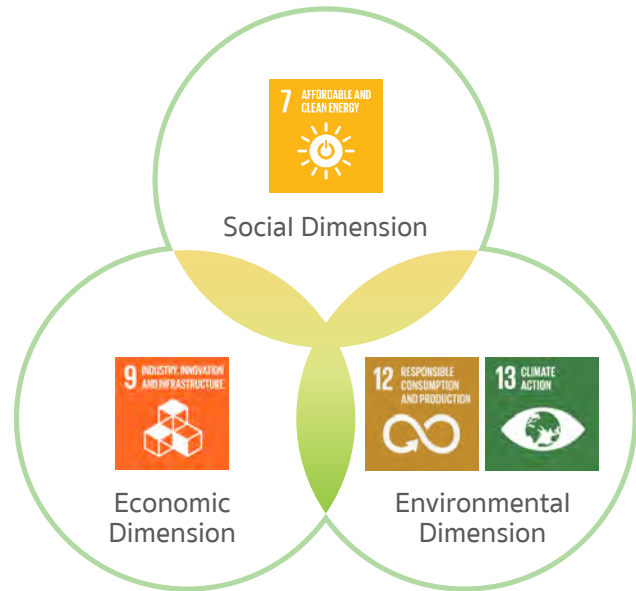 7 AFFORDABLE AND
CLEAN ENERGY
Social Dimension
9 INDUSTRY, INNOVATION
AND INFRASTRUCTURE
Economic
Dimension
12 RESPONSIBLE
CONSUMPTION
AND PRODUCTION
13 CLIMATE
ACTION
Environmental
Dimension